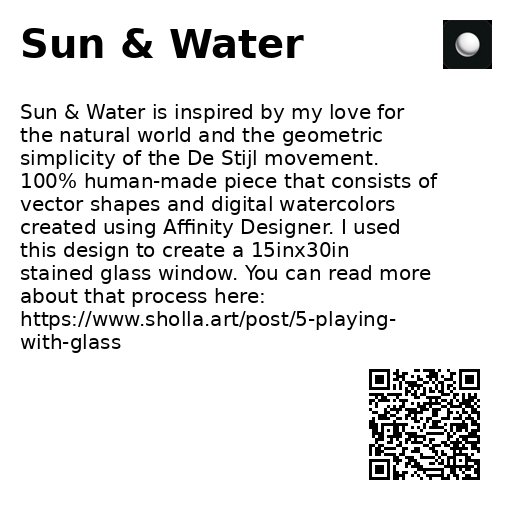 Sun & Water
Sun & Water is inspired by my love for
the natural world and the geometric
simplicity of the De Stijl movement.
100% human-made piece that consists of
vector shapes and digital watercolors
created using Affinity Designer. I used
this design to create a 15inx30in
stained glass window. You can read more
about that process here:
https://www.sholla.art/post/5-playing-
with-glass